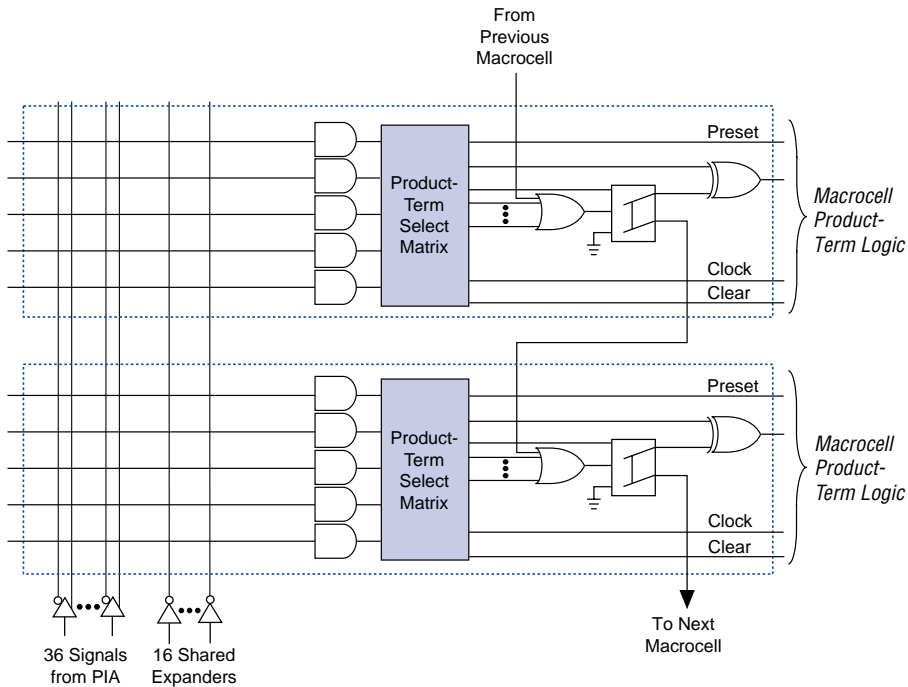 From
Previous
Macrocell
Preset
Product-
Term
Select
Matrix
Macrocell
Product-
Term Logic
Clock
Clear
Preset
Product-
Term
Select
Matrix
Macrocell
Product-
Term Logic
Clock
Clear
36 Signals
from PIA
16 Shared
Expanders
To Next
Macrocell